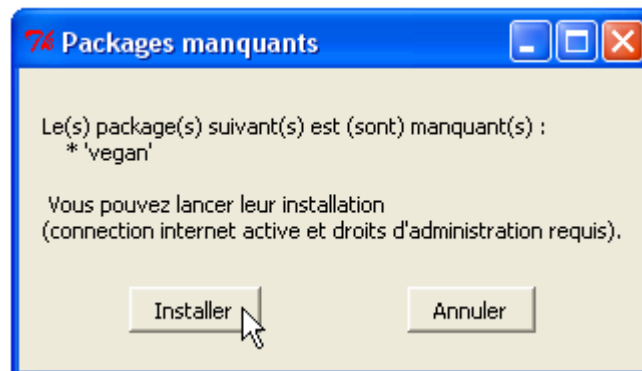 Packages manquants
Le(s) package(s) suivant(s) est (sont) manquant(s) :
* 'vegan'
Vous pouvez lancer leur installation
(connection internet active et droits d'administration requis).
Installer
Annuler